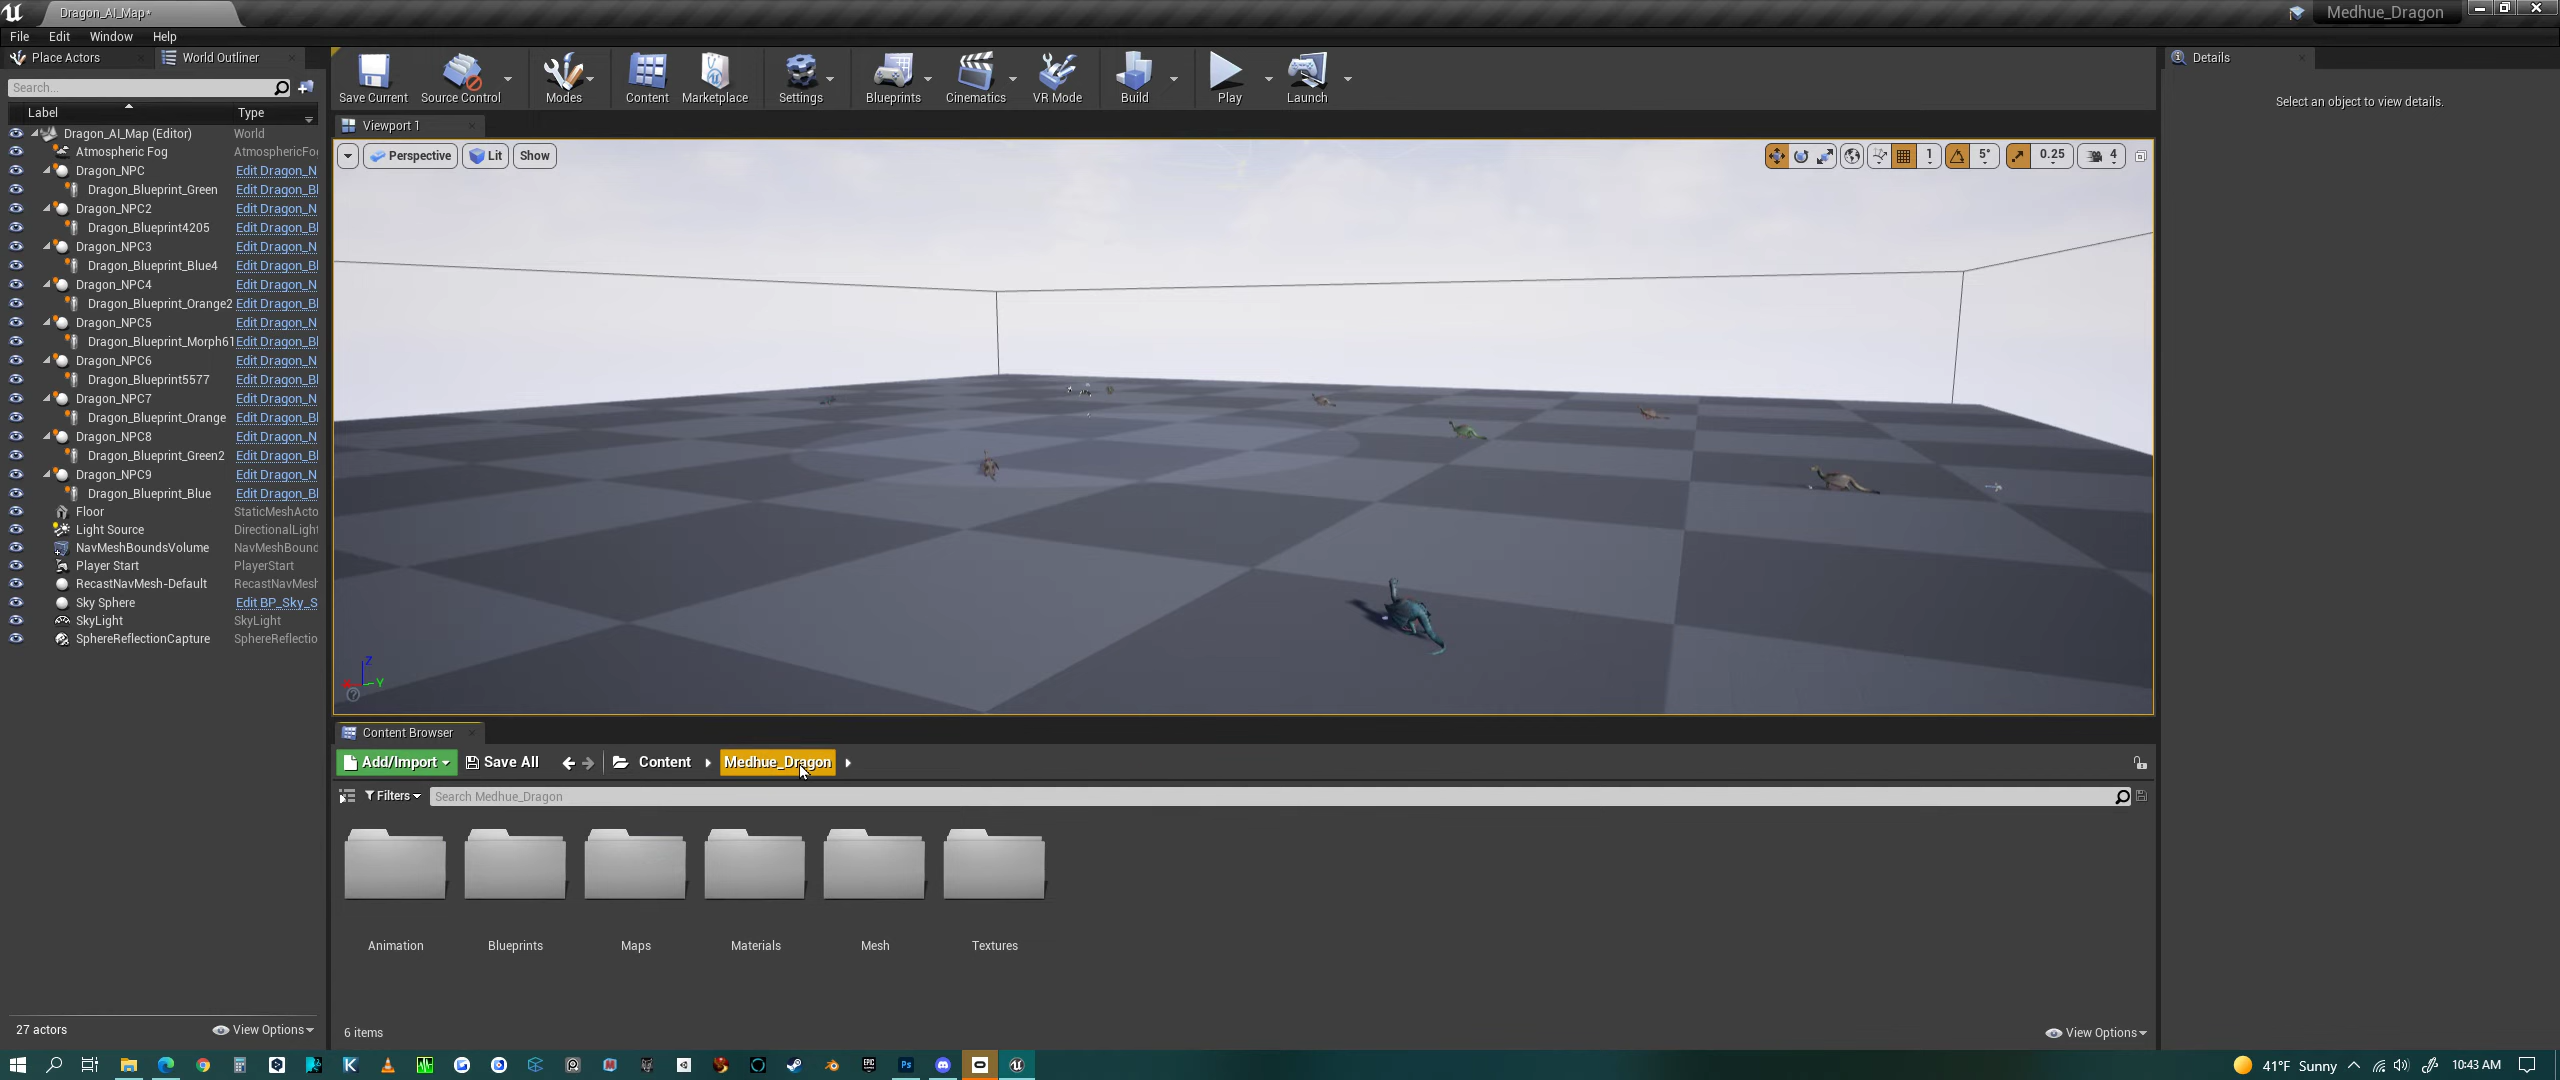 Dragon_AI_Map*
Medhue_Dragon
File Edit Window Help
Place Actors
World Outliner
Search...
Label Type
Dragon_AI_Map (Editor) World
Atmospheric Fog AtmosphericFo
Dragon_NPC Edit Dragon_N
Dragon_Blueprint_Green Edit Dragon_Bl
Dragon_NPC2 Edit Dragon_N
Dragon_Blueprint4205 Edit Dragon_Bl
Dragon_NPC3 Edit Dragon_N
Dragon_Blueprint_Blue4 Edit Dragon_Bl
Dragon_NPC4 Edit Dragon_N
Dragon_Blueprint_Orange2 Edit Dragon_Bl
Dragon_NPC5 Edit Dragon_N
Dragon_Blueprint_Morph61 Edit Dragon_Bl
Dragon_NPC6 Edit Dragon_N
Dragon_Blueprint5577 Edit Dragon_Bl
Dragon_NPC7 Edit Dragon_N
Dragon_Blueprint_Orange Edit Dragon_Bl
Dragon_NPC8 Edit Dragon_N
Dragon_Blueprint_Green2 Edit Dragon_Bl
Dragon_NPC9 Edit Dragon_N
Dragon_Blueprint_Blue Edit Dragon_Bl
Floor StaticMeshActo
Light Source DirectionalLight
NavMeshBoundsVolume NavMeshBound
Player Start PlayerStart
RecastNavMesh-Default RecastNavMesh
Sky Sphere Edit BP_Sky_S
SkyLight SkyLight
SphereReflectionCapture SphereReflectio
27 actors
View Options
Save Current
Source Control
Modes
Content
Marketplace
Settings
Blueprints
Cinematics
VR Mode
Build
Play
Launch
Viewport 1
Perspective
Lit
Show
1
5°
0.25
4
Z
Y
Content Browser
Add/Import
Save All
Content
Medhue_Dragon
Filters
Search Medhue_Dragon
Animation
Blueprints
Maps
Materials
Mesh
Textures
6 items
View Options
Details
Select an object to view details.
41°F Sunny
10:43 AM